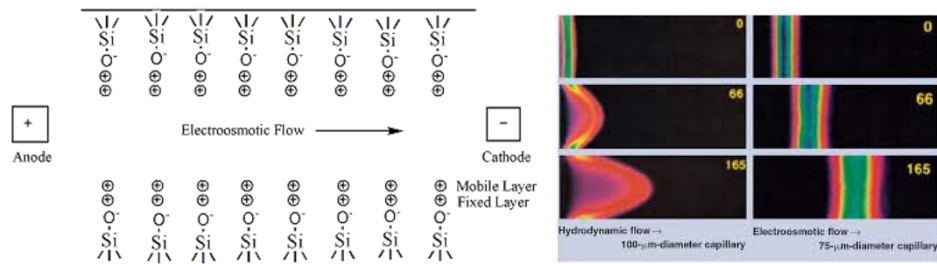 Si Si Si Si Si Si Si Si
O⁻ O⁻ O⁻ O⁻ O⁻ O⁻ O⁻ O⁻
⊕ ⊕ ⊕ ⊕ ⊕ ⊕ ⊕ ⊕
⊕ ⊕ ⊕ ⊕ ⊕ ⊕ ⊕ ⊕
+
Anode
Electroosmotic Flow
-
Cathode
⊕ ⊕ ⊕ ⊕ ⊕ ⊕ ⊕ ⊕ Mobile Layer
⊕ ⊕ ⊕ ⊕ ⊕ ⊕ ⊕ ⊕ Fixed Layer
O⁻ O⁻ O⁻ O⁻ O⁻ O⁻ O⁻ O⁻
Si Si Si Si Si Si Si Si
0
66
165
Hydrodynamic flow →
100-μm-diameter capillary
0
66
165
Electroosmotic flow →
75-μm-diameter capillary